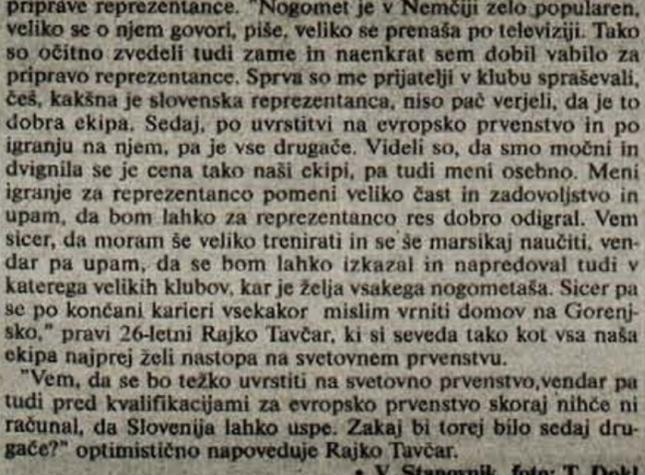 priprave reprezentance. "Nogomet je v Nemčiji zelo popularen,
veliko se o njem govori, piše, veliko se prenaša po televiziji. Tako
so očitno zvedeli tudi zame in naenkrat sem dobil vabilo za
pripravo reprezentance. Sprva so me prijatelji v klubu spraševali,
češ, kakšna je slovenska reprezentanca, niso pač verjeli, da je to
dobra ekipa. Sedaj, po uvrstitvi na evropsko prvenstvo in po
igranju na njem, pa je vse drugače. Videli so, da smo močni in
dvignila se je cena tako naši ekipi, pa tudi meni osebno. Meni
igranje za reprezentanco pomeni veliko čast in zadovoljstvo in
upam, da bom lahko za reprezentanco res dobro odigral. Vem
sicer, da moram še veliko trenirati in se še marsikaj naučiti, ven-
dar pa upam, da se bom lahko izkazal in napredoval tudi v
katerega velikih klubov, kar je želja vsakega nogometaša. Sicer pa
se po končani karieri vsekakor mislim vrniti domov na Gorenj-
sko," pravi 26-letni Rajko Tavčar, ki si seveda tako kot vsa naša
ekipa najprej želi nastopa na svetovnem prvenstvu.
"Vem, da se bo težko uvrstiti na svetovno prvenstvo,vendar pa
tudi pred kvalifikacijami za evropsko prvenstvo skoraj nihče ni
računal, da Slovenija lahko uspe. Zakaj bi torej bilo sedaj dru-
gače?" optimistično napoveduje Rajko Tavčar.
• V. Stanovnik, foto: T. Dokl